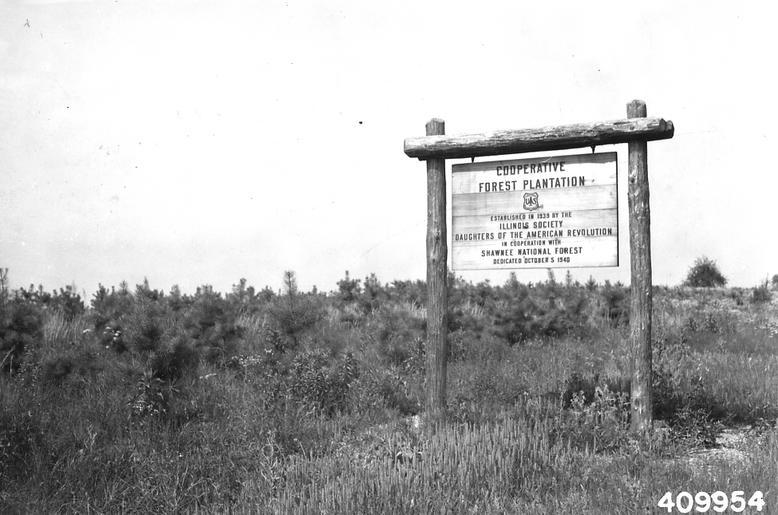 COOPERATIVE
FOREST PLANTATION
UAS
ESTABLISHED IN 1939 BY THE
ILLINOIS SOCIETY
DAUGHTERS OF THE AMERICAN REVOLUTION
IN COOPERATION WITH
SHAWNEE NATIONAL FOREST
DEDICATED OCTOBER 5 1940
409954